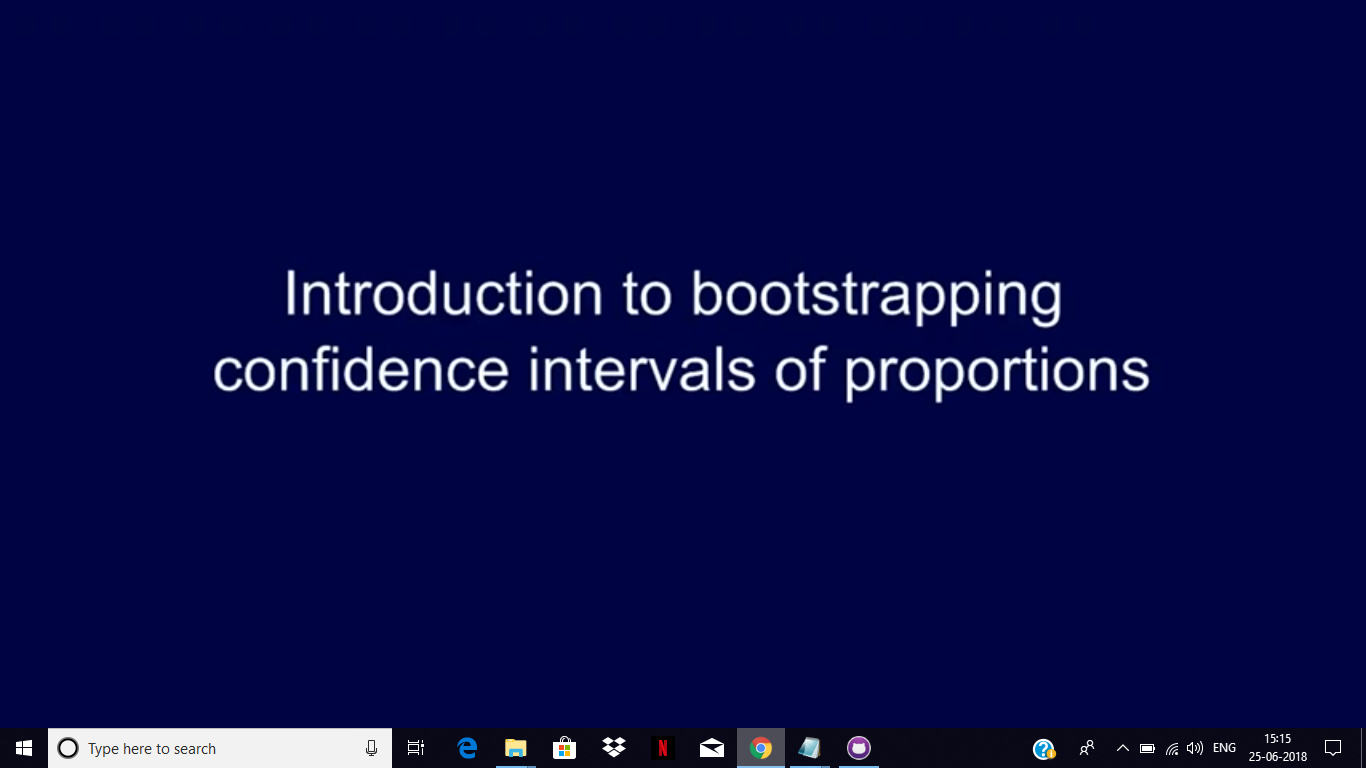 Introduction to bootstrapping
confidence intervals of proportions
Type here to search
ENG
15:15
25-06-2018